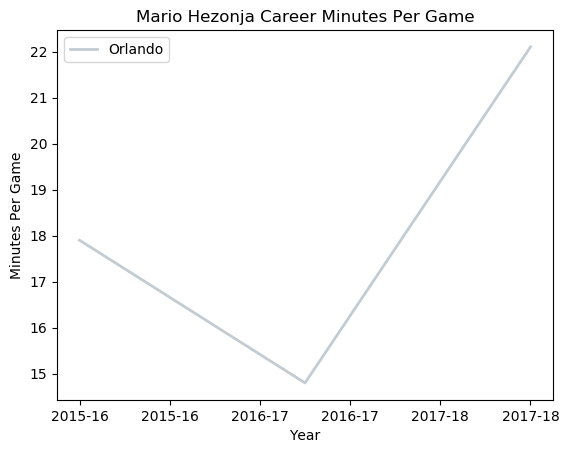 Mario Hezonja Career Minutes Per Game
Orlando
22
21
20
19
18
17
16
15
Minutes Per Game
2015-16 2015-16 2016-17 2016-17 2017-18 2017-18
Year